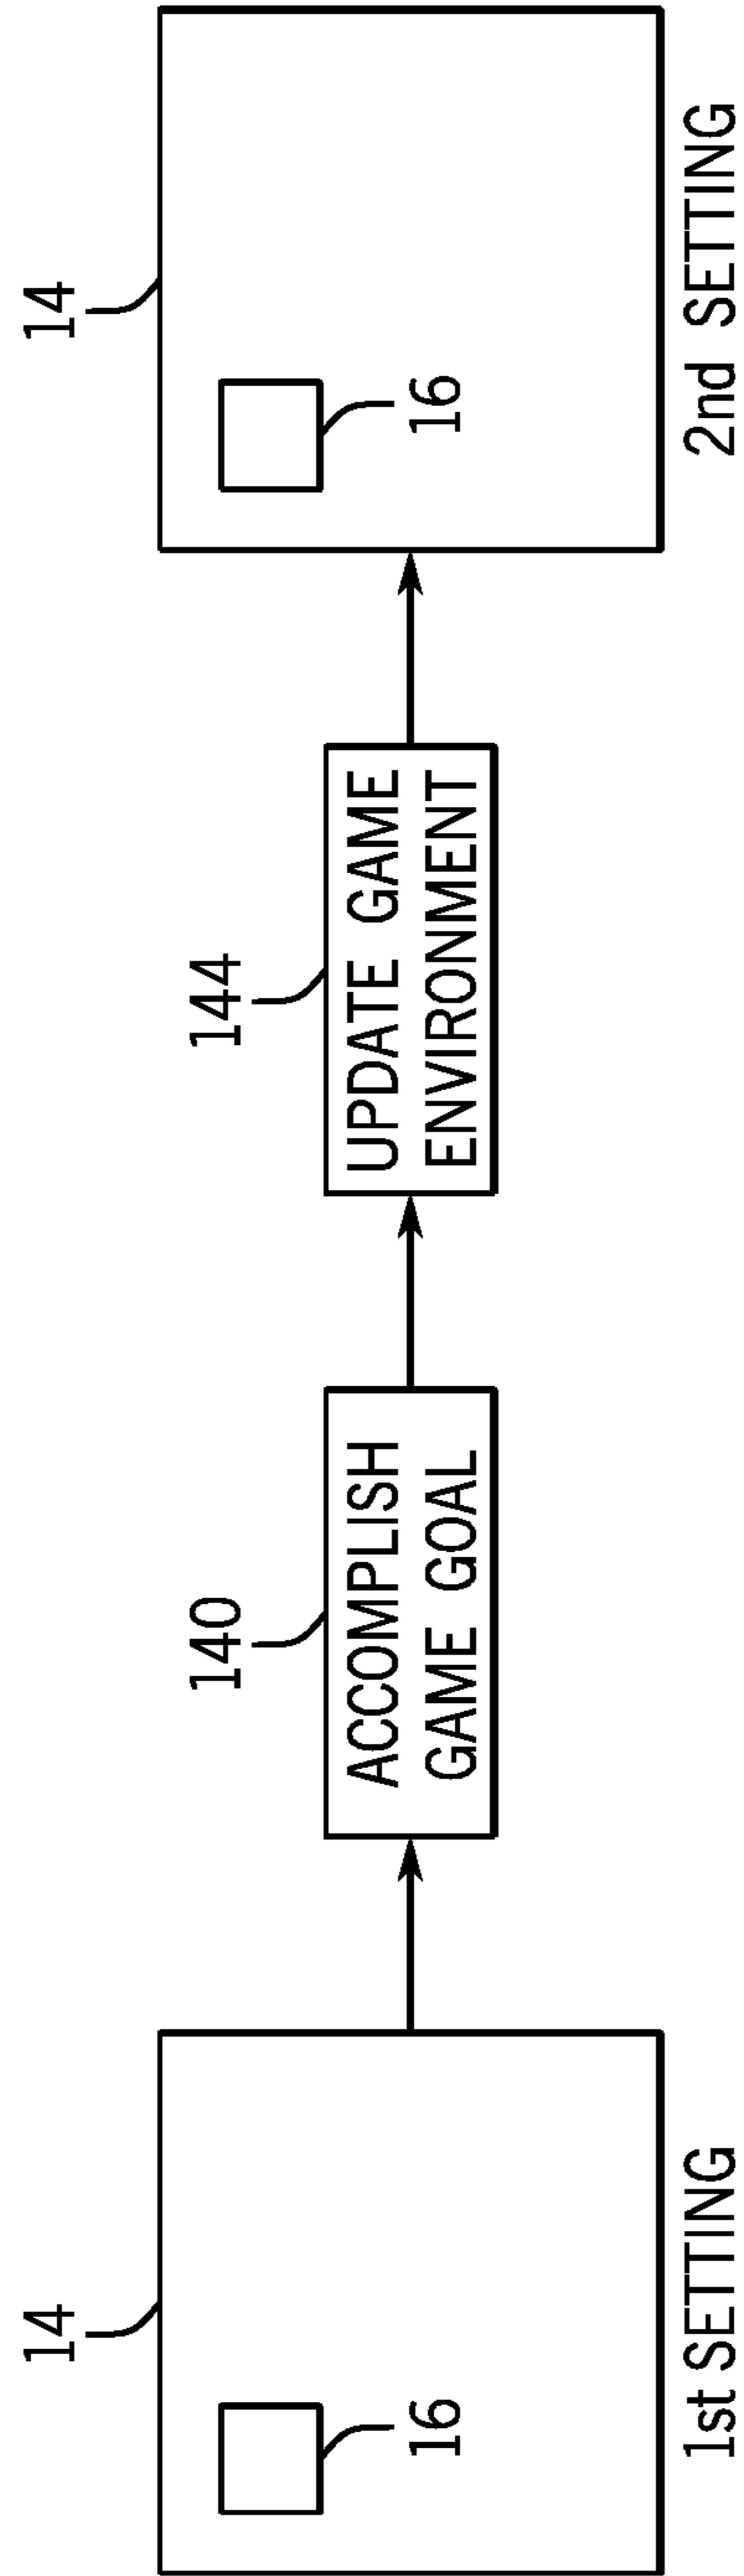 14
16
1st SETTING
140
ACCOMPLISH
GAME GOAL
144
UPDATE GAME
ENVIRONMENT
14
16
2nd SETTING